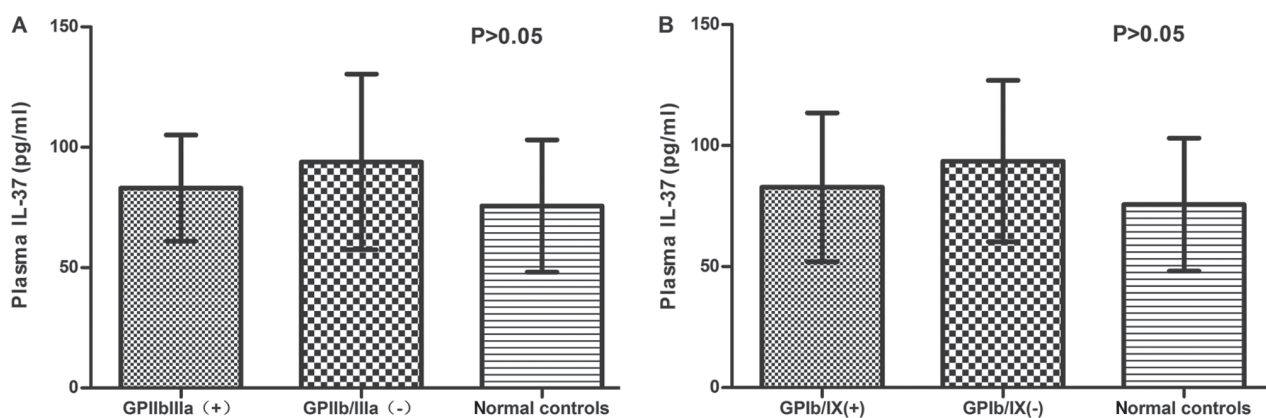 A
150
P>0.05
100
50
0
Plasma IL-37 (pg/ml)
GPIIbIIIa（+）
GPIIb/IIIa（-）
Normal controls
B
150
P>0.05
100
50
0
Plasma IL-37 (pg/ml)
GPIb/IX(+)
GPIb/IX(-)
Normal controls